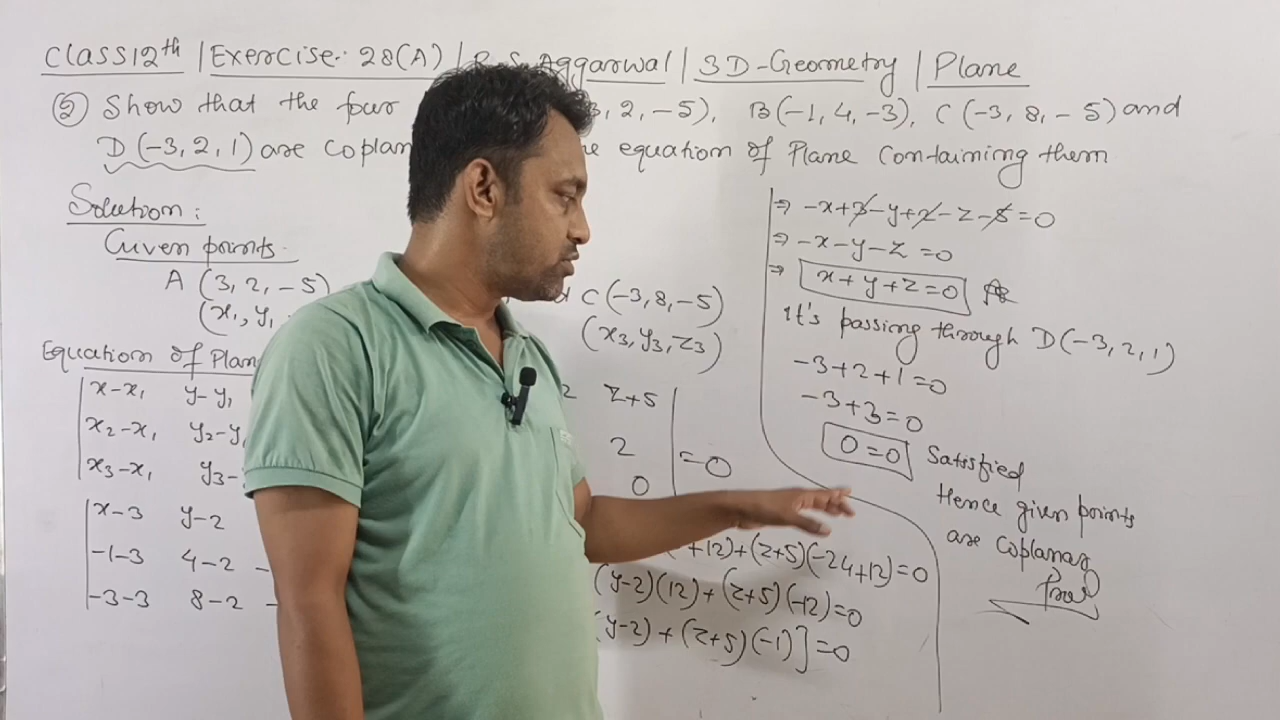 Class 12th | Exercise: 28(A) | R.S. Aggarwal | 3D-Geometry | Plane
⑤ Show that the four 3, 2, -5), B(-1, 4, -3), C(-3, 8, -5) and
D(-3, 2, 1) are coplan equation of Plane containing them
Solution:
Given points.
A (3, 2, -5) C(-3, 8, -5)
(x1, y1 (x3, y3, z3)
Equation of Plan
x-x1 y-y1 2 z+5
x2-x1 y2-y 2
x3-x1 y3- 0 =0
x-3 y-2
-1-3 4-2 -
-3-3 8-2 -
+12)+(z+5)(-24+12)=0
(y-2)(12)+(z+5)(-12)=0
(y-2)+(z+5)(-1)]=0
⇒ -x+3-y+2-z-5=0
⇒ -x-y-z=0
⇒ x+y+z=0
It's passing through D(-3, 2, 1)
-3+2+1=0
-3+3=0
0=0 Satisfied
Hence given points
are coplanar